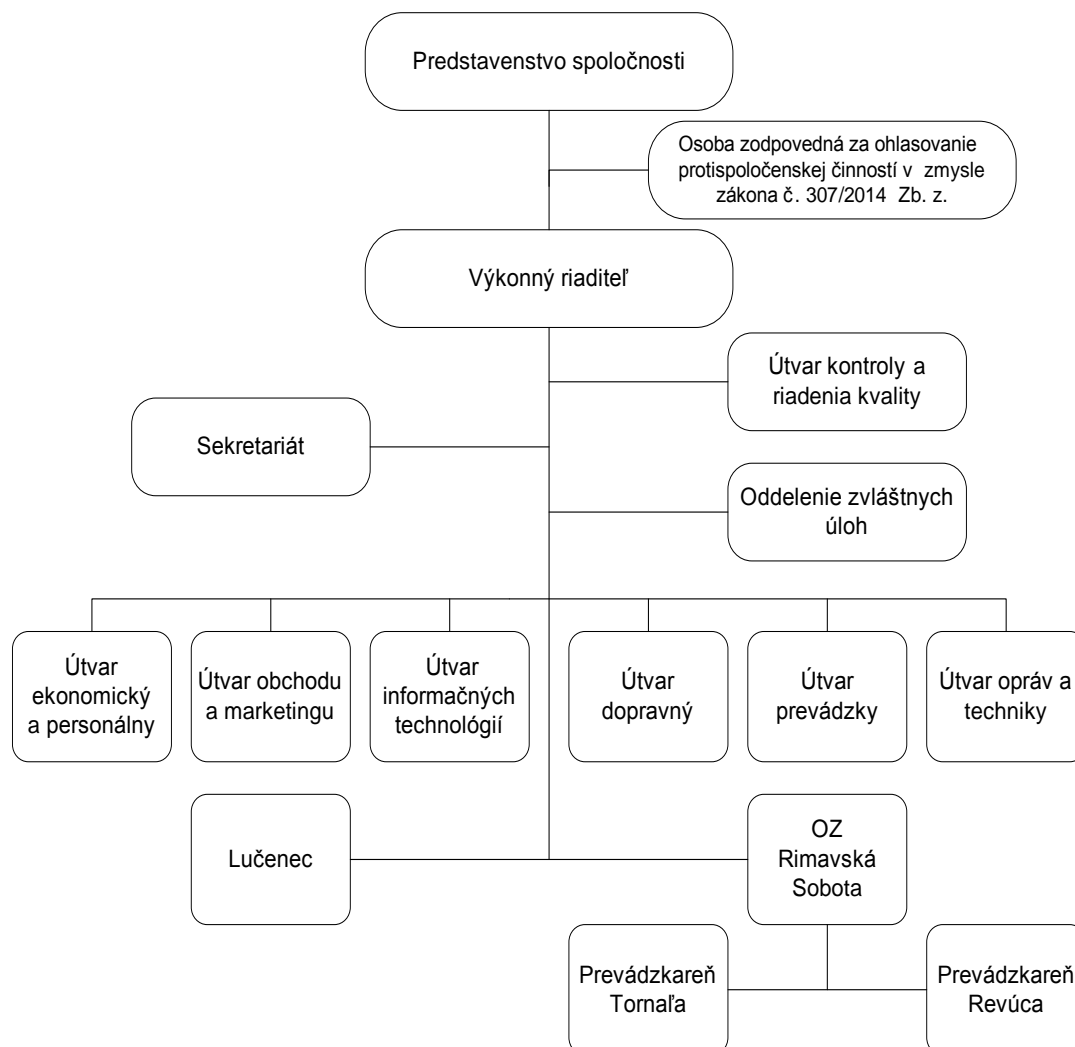 Predstavenstvo spoločnosti
Osoba zodpovedná za ohlasovanie
protispoločenskej činností v zmysle
zákona č. 307/2014 Zb. z.
Výkonný riaditeľ
Útvar kontroly a
riadenia kvality
Sekretariát
Oddelenie zvláštnych
úloh
Útvar
ekonomický
a personálny
Útvar obchodu
a marketingu
Útvar
informačných
technológií
Útvar
dopravný
Útvar
prevádzky
Útvar opráv a
techniky
Lučenec
OZ
Rimavská
Sobota
Prevádzkareň
Tornaľa
Prevádzkareň
Revúca